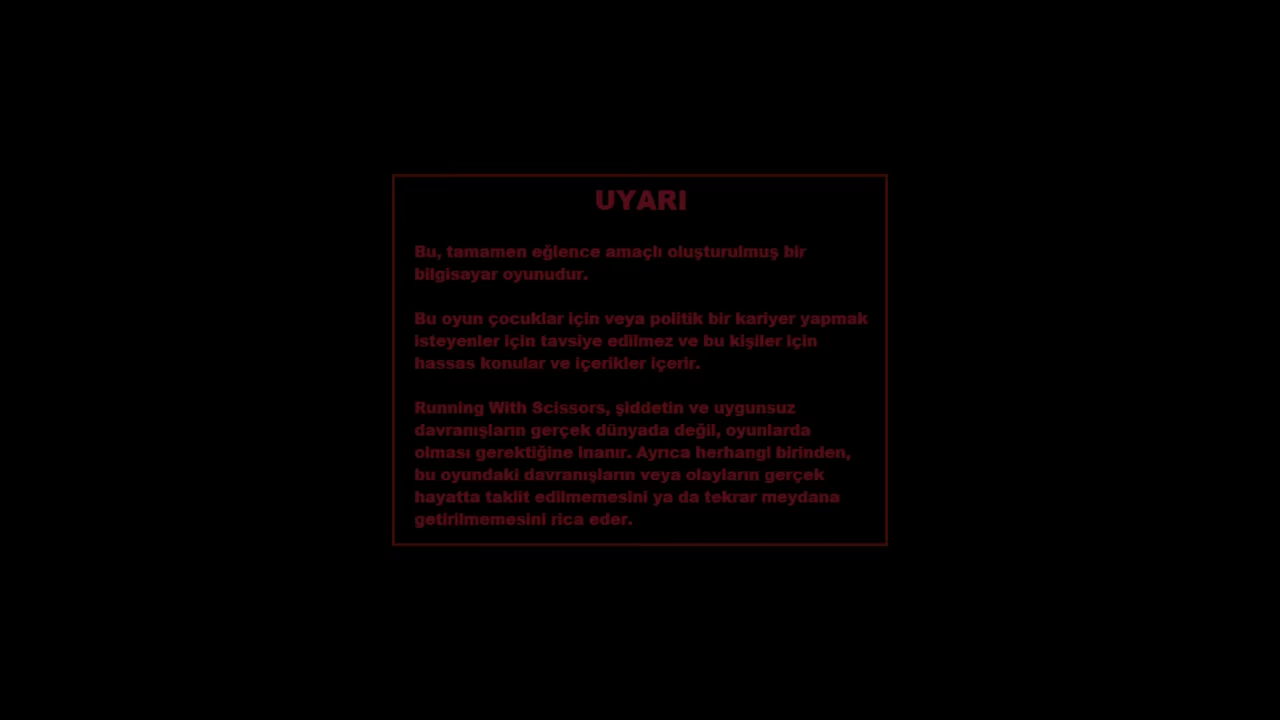 UYARI
Bu, tamamen eğlence amaçlı oluşturulmuş bir
bilgisayar oyunudur.
Bu oyun çocuklar için veya politik bir kariyer yapmak
isteyenler için tavsiye edilmez ve bu kişiler için
hassas konular ve içerikler içerir.
Running With Scissors, şiddetin ve uygunsuz
davranışların gerçek dünyada değil, oyunlarda
olması gerektiğine inanır. Ayrıca herhangi birinden,
bu oyundaki davranışların veya olayların gerçek
hayatta taklit edilmemesini ya da tekrar meydana
getirilmemesini rica eder.